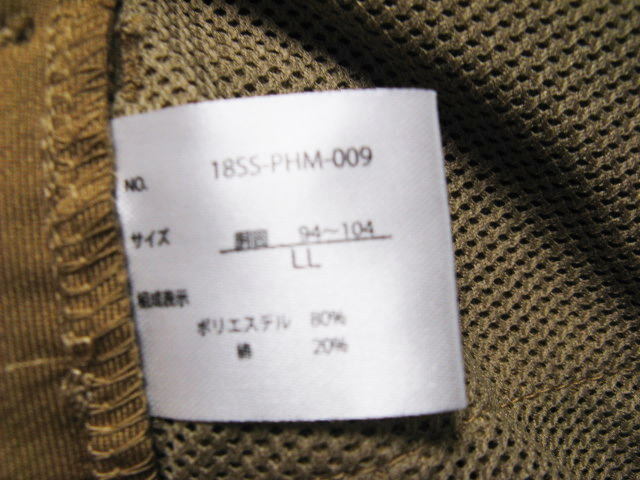 NO. 18SS-PHM-009
サイズ 胴囲 94～104
LL
組成表示
ポリエステル 80%
綿 20%